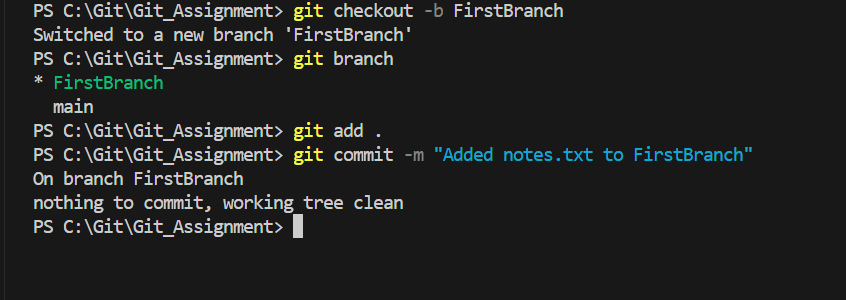 PS C:\Git\Git_Assignment> git checkout -b FirstBranch
Switched to a new branch 'FirstBranch'
PS C:\Git\Git_Assignment> git branch
* FirstBranch
  main
PS C:\Git\Git_Assignment> git add .
PS C:\Git\Git_Assignment> git commit -m "Added notes.txt to FirstBranch"
On branch FirstBranch
nothing to commit, working tree clean
PS C:\Git\Git_Assignment>